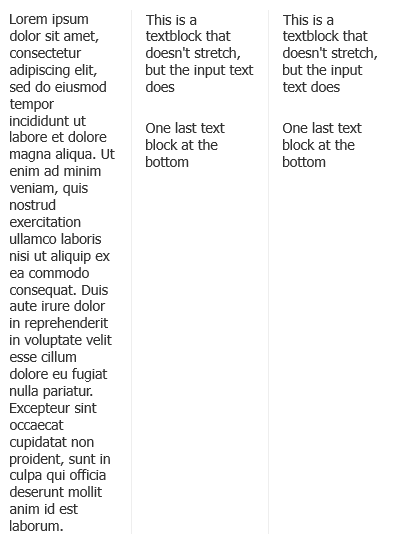 Lorem ipsum
dolor sit amet,
consectetur
adipiscing elit,
sed do eiusmod
tempor
incididunt ut
labore et dolore
magna aliqua. Ut
enim ad minim
veniam, quis
nostrud
exercitation
ullamco laboris
nisi ut aliquip ex
ea commodo
consequat. Duis
aute irure dolor
in reprehenderit
in voluptate velit
esse cillum
dolore eu fugiat
nulla pariatur.
Excepteur sint
occaecat
cupidatat non
proident, sunt in
culpa qui officia
deserunt mollit
anim id est
laborum.
This is a
textblock that
doesn't stretch,
but the input text
does
One last text
block at the
bottom
This is a
textblock that
doesn't stretch,
but the input
text does
One last text
block at the
bottom